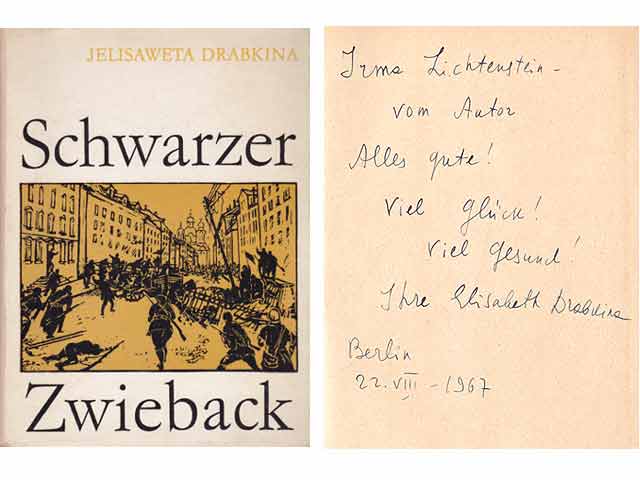 JELISAWETA DRABKINA
Schwarzer
Zwieback
Irma Lichtenstein –
vom Autor
Alles gute!
viel glück!
viel gesund!
Ihre Elisabeth Drabkina
Berlin
22. VIII – 1967